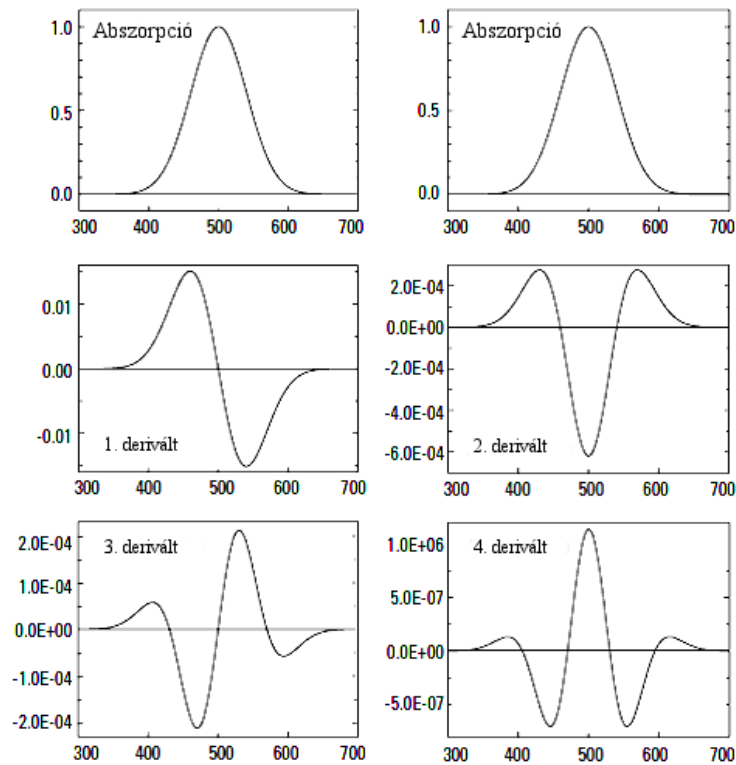 Abszorpció
1.0
0.5
0.0
300 400 500 600 700
Abszorpció
1.0
0.5
0.0
300 400 500 600 700
0.01
0.00
-0.01
1. derivált
300 400 500 600 700
2.0E-04
0.0E+00
-2.0E-04
-4.0E-04
-6.0E-04
2. derivált
300 400 500 600 700
3. derivált
2.0E-04
1.0E-04
0.0E+00
-1.0E-04
-2.0E-04
300 400 500 600 700
4. derivált
1.0E+06
5.0E-07
0.0E+00
-5.0E-07
300 400 500 600 700